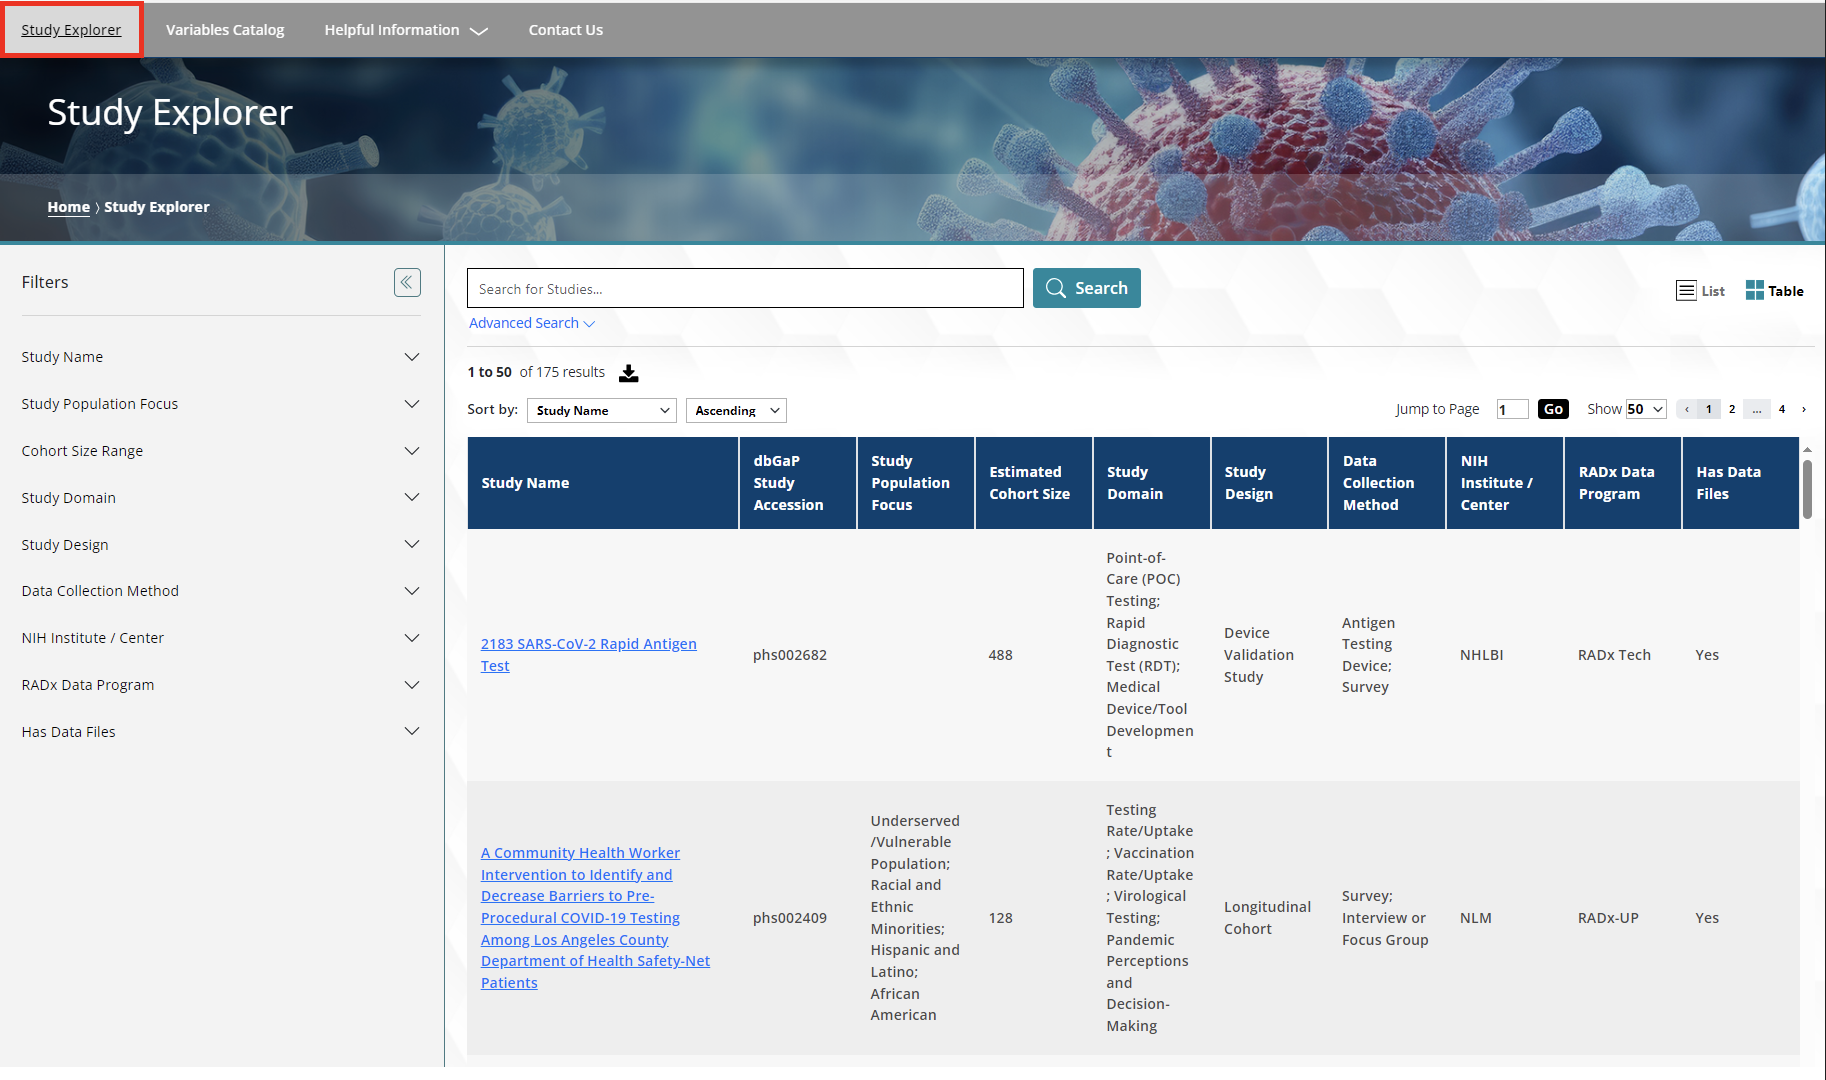 Study Explorer
Variables Catalog
Helpful Information
Contact Us
Study Explorer
Home 〉 Study Explorer
Filters
Study Name
Study Population Focus
Cohort Size Range
Study Domain
Study Design
Data Collection Method
NIH Institute / Center
RADx Data Program
Has Data Files
Search for Studies...
Search
Advanced Search
List
Table
1 to 50 of 175 results
Sort by:
Study Name
Ascending
Jump to Page
1
Go
Show
50
‹ 1 2 ... 4 ›
Study Name
dbGaP
Study
Accession
Study
Population
Focus
Estimated
Cohort Size
Study
Domain
Study
Design
Data
Collection
Method
NIH
Institute /
Center
RADx Data
Program
Has Data
Files
2183 SARS-CoV-2 Rapid Antigen
Test
phs002682
488
Point-of-
Care (POC)
Testing;
Rapid
Diagnostic
Test (RDT);
Medical
Device/Tool
Developmen
t
Device
Validation
Study
Antigen
Testing
Device;
Survey
NHLBI
RADx Tech
Yes
A Community Health Worker
Intervention to Identify and
Decrease Barriers to Pre-
Procedural COVID-19 Testing
Among Los Angeles County
Department of Health Safety-Net
Patients
phs002409
Underserved
/Vulnerable
Population;
Racial and
Ethnic
Minorities;
Hispanic and
Latino;
African
American
128
Testing
Rate/Uptake
; Vaccination
Rate/Uptake
; Virological
Testing;
Pandemic
Perceptions
and
Decision-
Making
Longitudinal
Cohort
Survey;
Interview or
Focus Group
NLM
RADx-UP
Yes